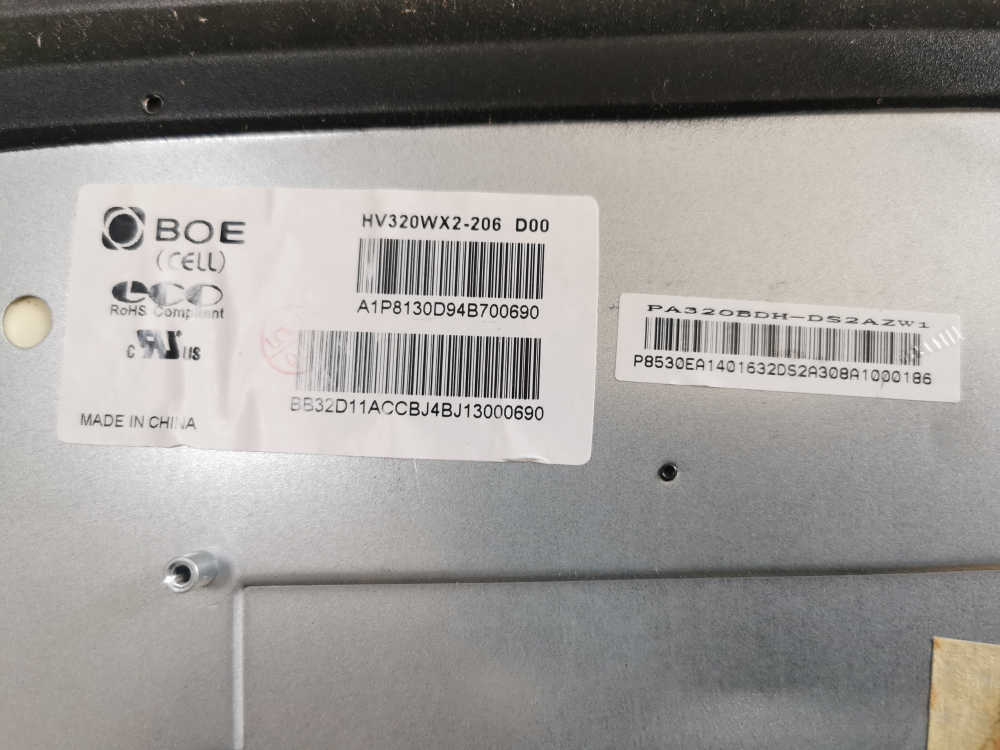 BOE
(CELL)
eco
RoHS Compliant
c US
MADE IN CHINA
HV320WX2-206 D00
A1P8130D94B700690
BB32D11ACCBJ4BJ13000690
PA320BDH-DS2AZW1
P8530EA1401632DS2A308A1000186